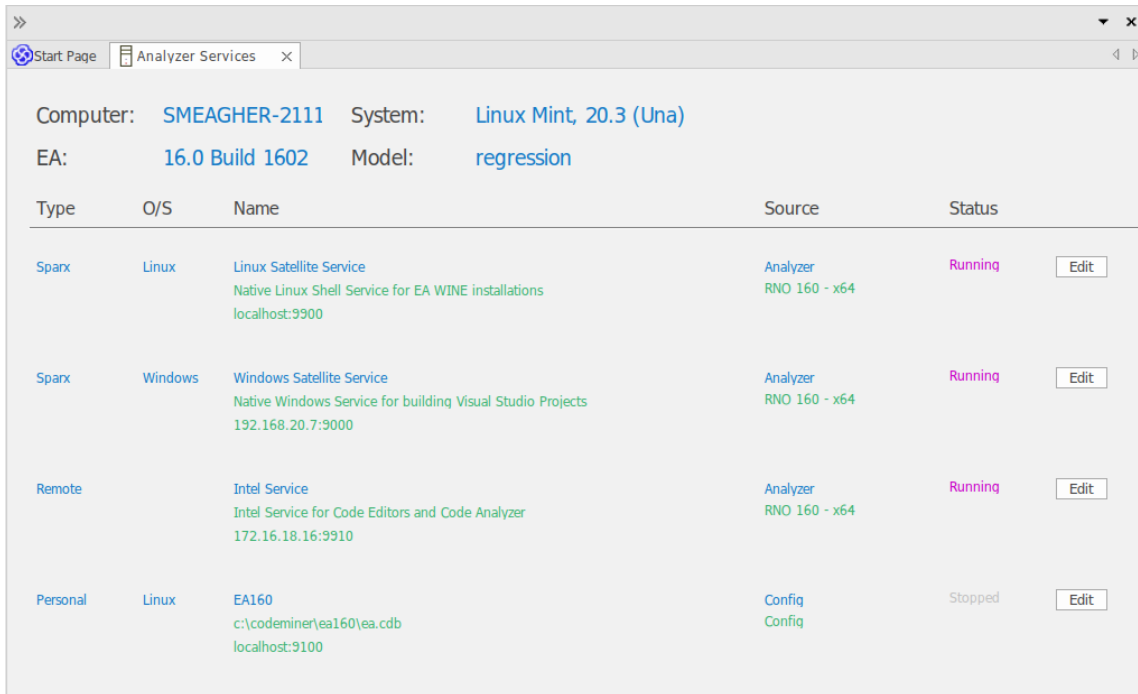 Start Page Analyzer Services
Computer: SMEAGHER-2111 System: Linux Mint, 20.3 (Una)
EA: 16.0 Build 1602 Model: regression
Type O/S Name Source Status
Sparx Linux Linux Satellite Service Analyzer Running Edit
Native Linux Shell Service for EA WINE installations RNO 160 - x64
localhost:9900
Sparx Windows Windows Satellite Service Analyzer Running Edit
Native Windows Service for building Visual Studio Projects RNO 160 - x64
192.168.20.7:9000
Remote Intel Service Analyzer Running Edit
Intel Service for Code Editors and Code Analyzer RNO 160 - x64
172.16.18.16:9910
Personal Linux EA160 Config Stopped Edit
c:\codeminer\ea160\ea.cdb Config
localhost:9100